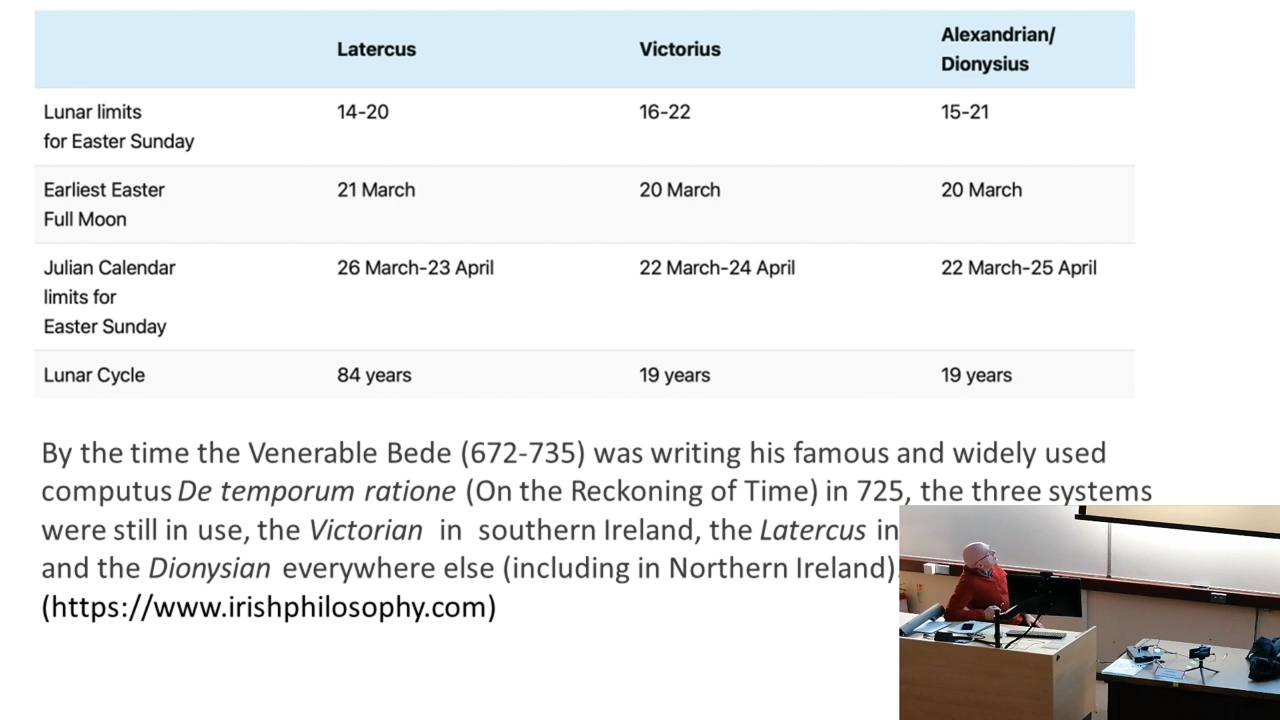 Latercus Victorius Alexandrian/
Dionysius
Lunar limits
for Easter Sunday 14-20 16-22 15-21
Earliest Easter
Full Moon 21 March 20 March 20 March
Julian Calendar
limits for
Easter Sunday 26 March-23 April 22 March-24 April 22 March-25 April
Lunar Cycle 84 years 19 years 19 years
By the time the Venerable Bede (672-735) was writing his famous and widely used
computus De temporum ratione (On the Reckoning of Time) in 725, the three systems
were still in use, the Victorian in southern Ireland, the Latercus in
and the Dionysian everywhere else (including in Northern Ireland)
(https://www.irishphilosophy.com)